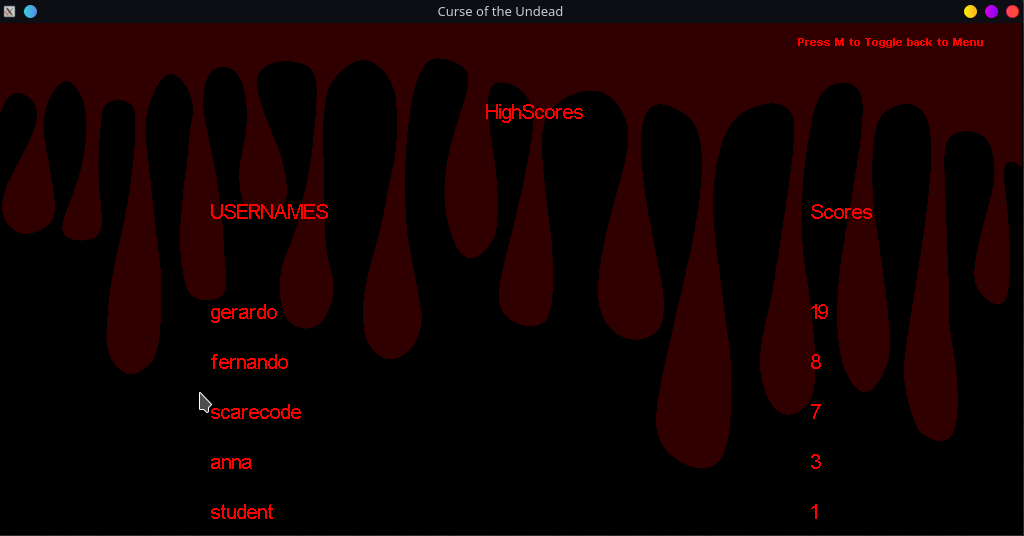 Curse of the Undead
Press M to Toggle back to Menu
HighScores
USERNAMES Scores
gerardo 19
fernando 8
scarecode 7
anna 3
student 1